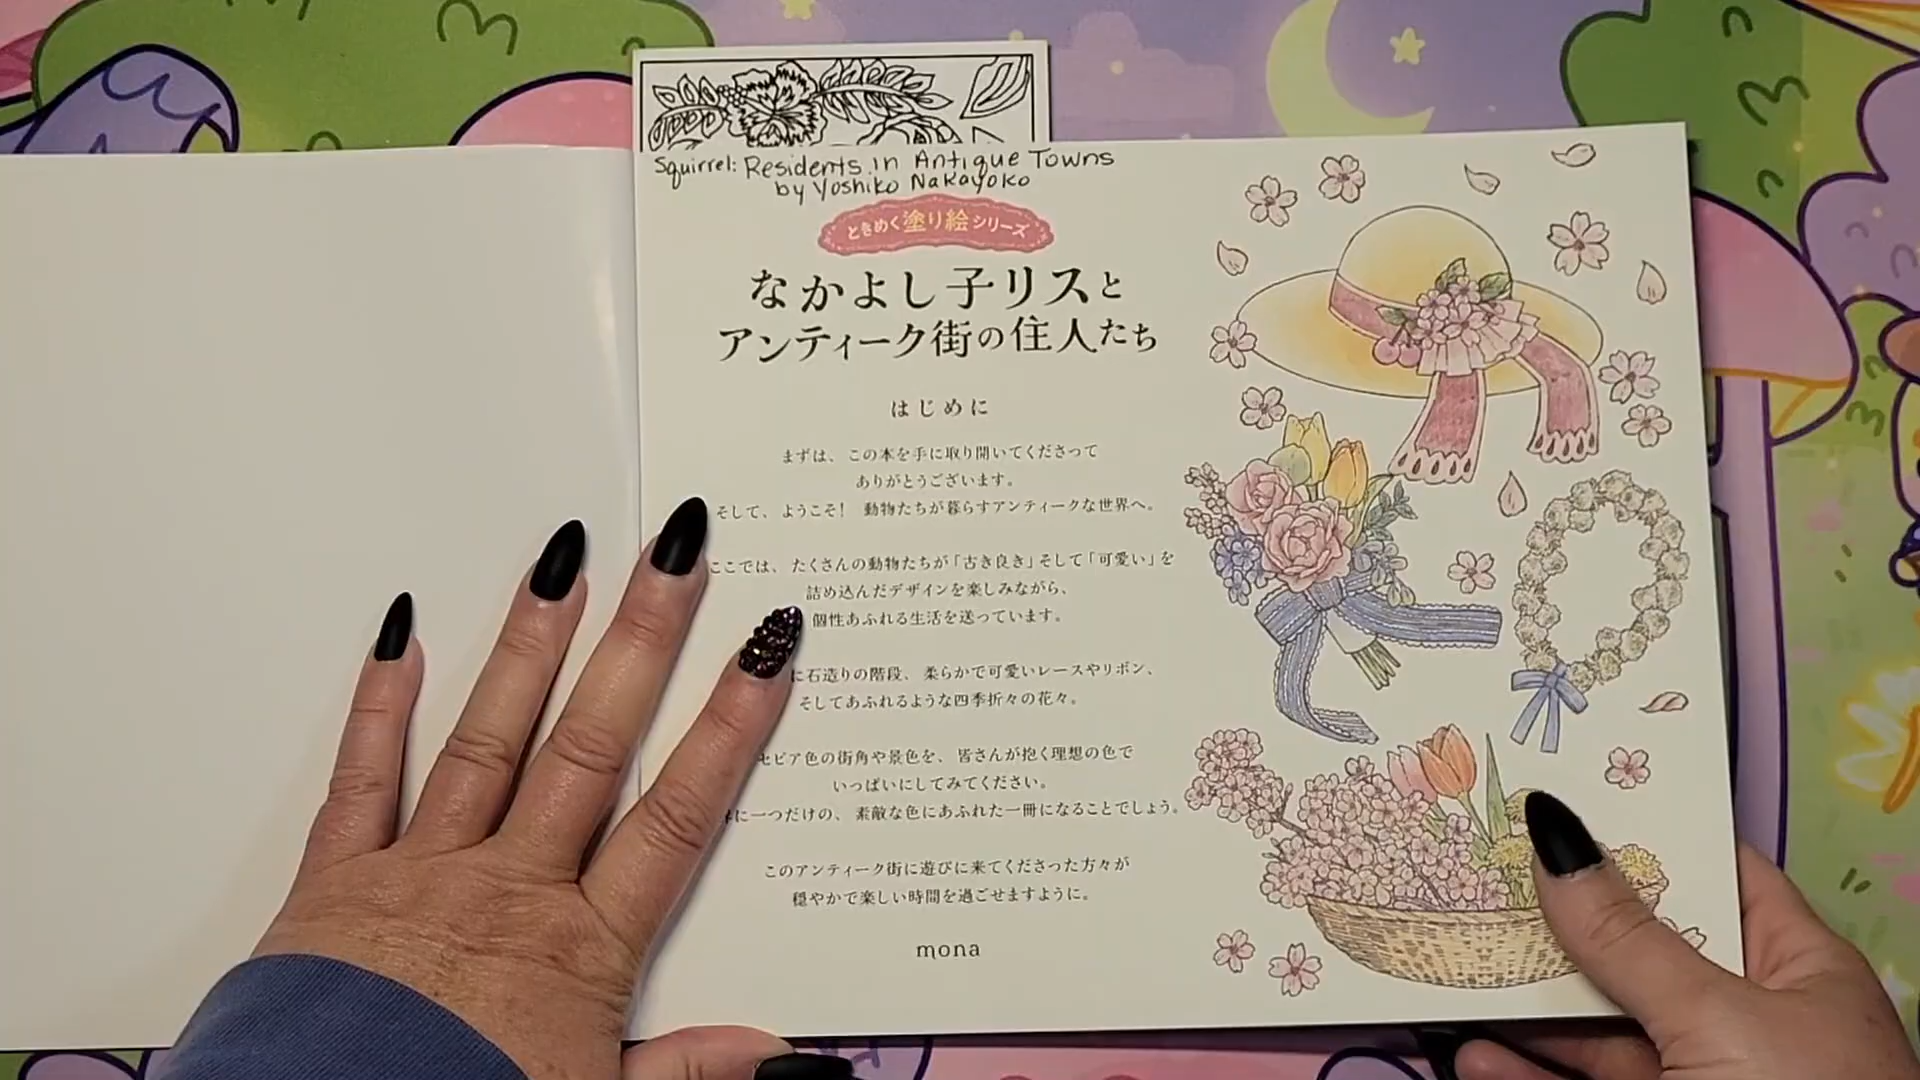 Squirrel: Residents in Antique Towns
by Yoshiko Nakayoko
ときめく塗り絵シリーズ
なかよし子リスと
アンティーク街の住人たち
はじめに
まずは、この本を手に取り開いてくださって
ありがとうございます。
そして、ようこそ！ 動物たちが暮らすアンティークな世界へ。
ここでは、たくさんの動物たちが「古き良き」そして「可愛い」を
詰め込んだデザインを楽しみながら、
個性あふれる生活を送っています。
に石造りの階段、柔らかで可愛いレースやリボン、
そしてあふれるような四季折々の花々。
セピア色の街角や景色を、皆さんが抱く理想の色で
いっぱいにしてみてください。
に一つだけの、素敵な色にあふれた一冊になることでしょう。
このアンティーク街に遊びに来てくださった方々が
穏やかで楽しい時間を過ごせますように。
mona